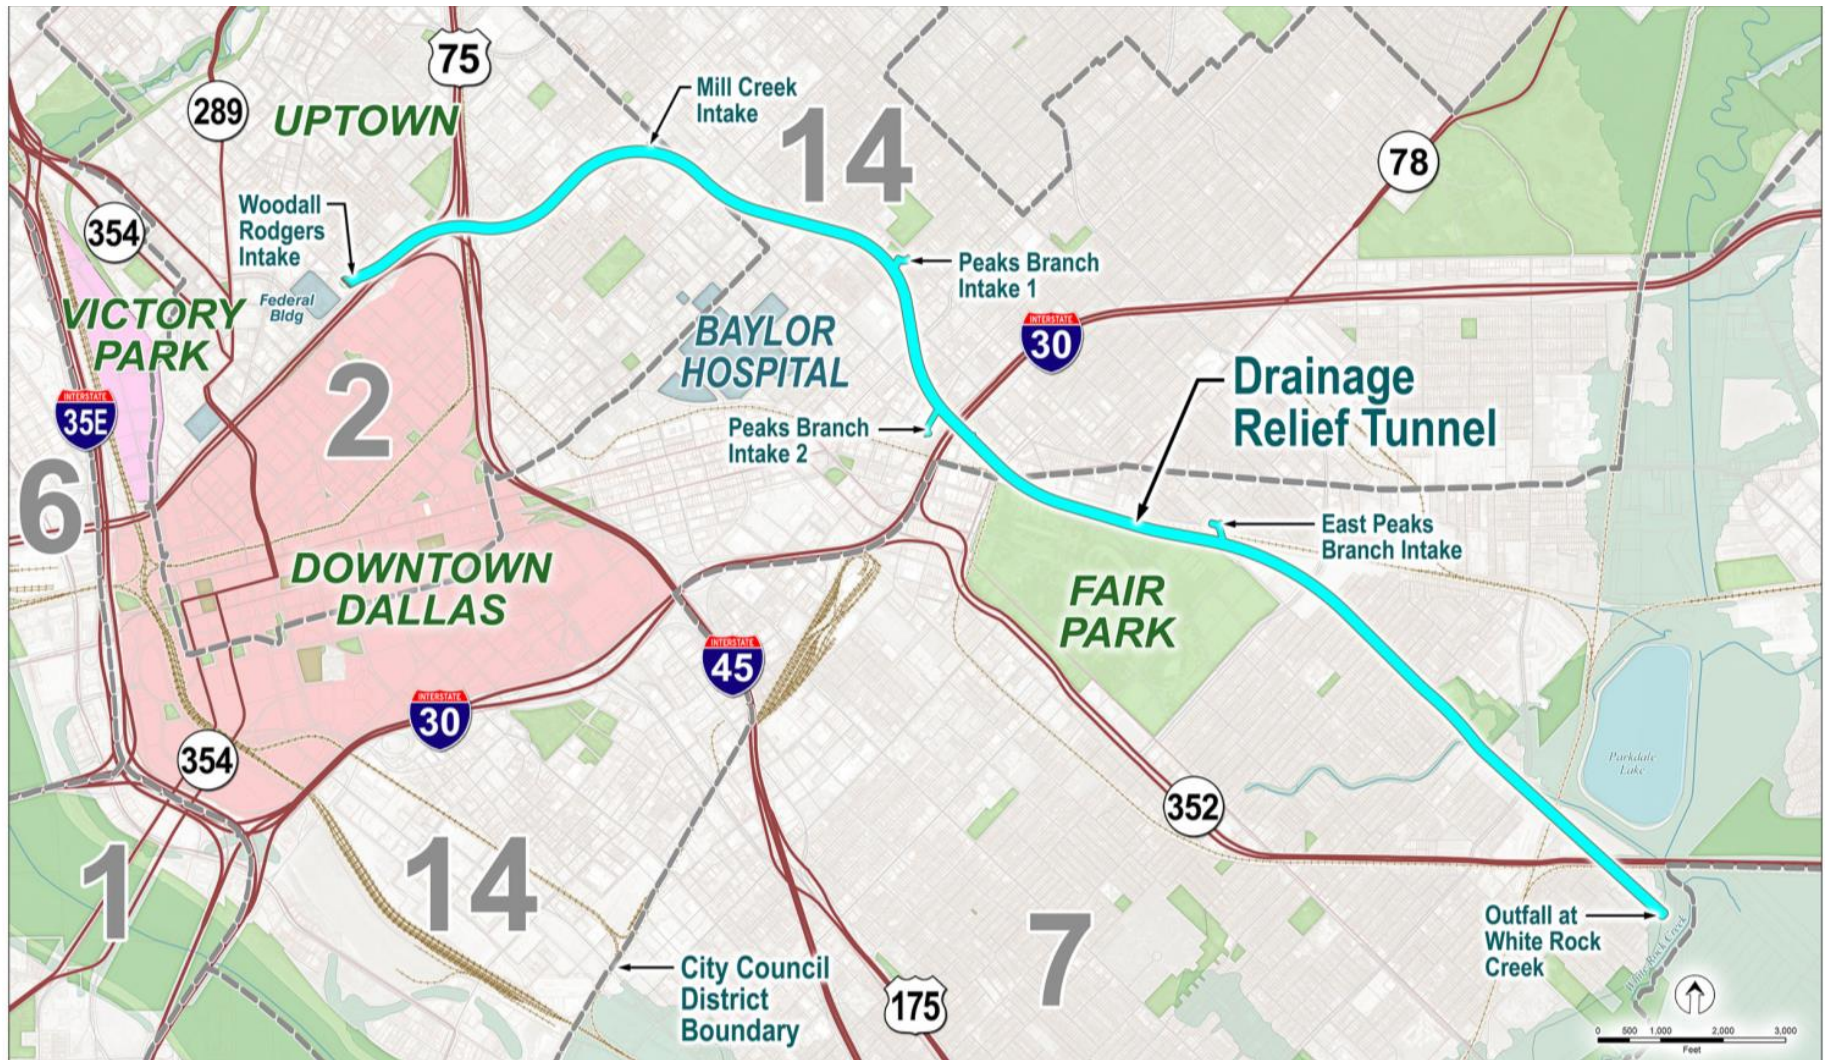 75
Mill Creek
Intake
289
UPTOWN
14
78
Woodall
Rodgers
Intake
354
Federal
Bldg
Peaks Branch
Intake 1
VICTORY
PARK
BAYLOR
HOSPITAL
INTERSTATE
30
2
Drainage
Relief Tunnel
INTERSTATE
35E
Peaks Branch
Intake 2
6
East Peaks
Branch Intake
DOWNTOWN
DALLAS
FAIR
PARK
INTERSTATE
45
INTERSTATE
30
354
Parkdale
Lake
352
1
14
7
Outfall at
White Rock
Creek
White Rock Creek
City Council
District
Boundary
175
0 500 1,000 2,000 3,000
Feet